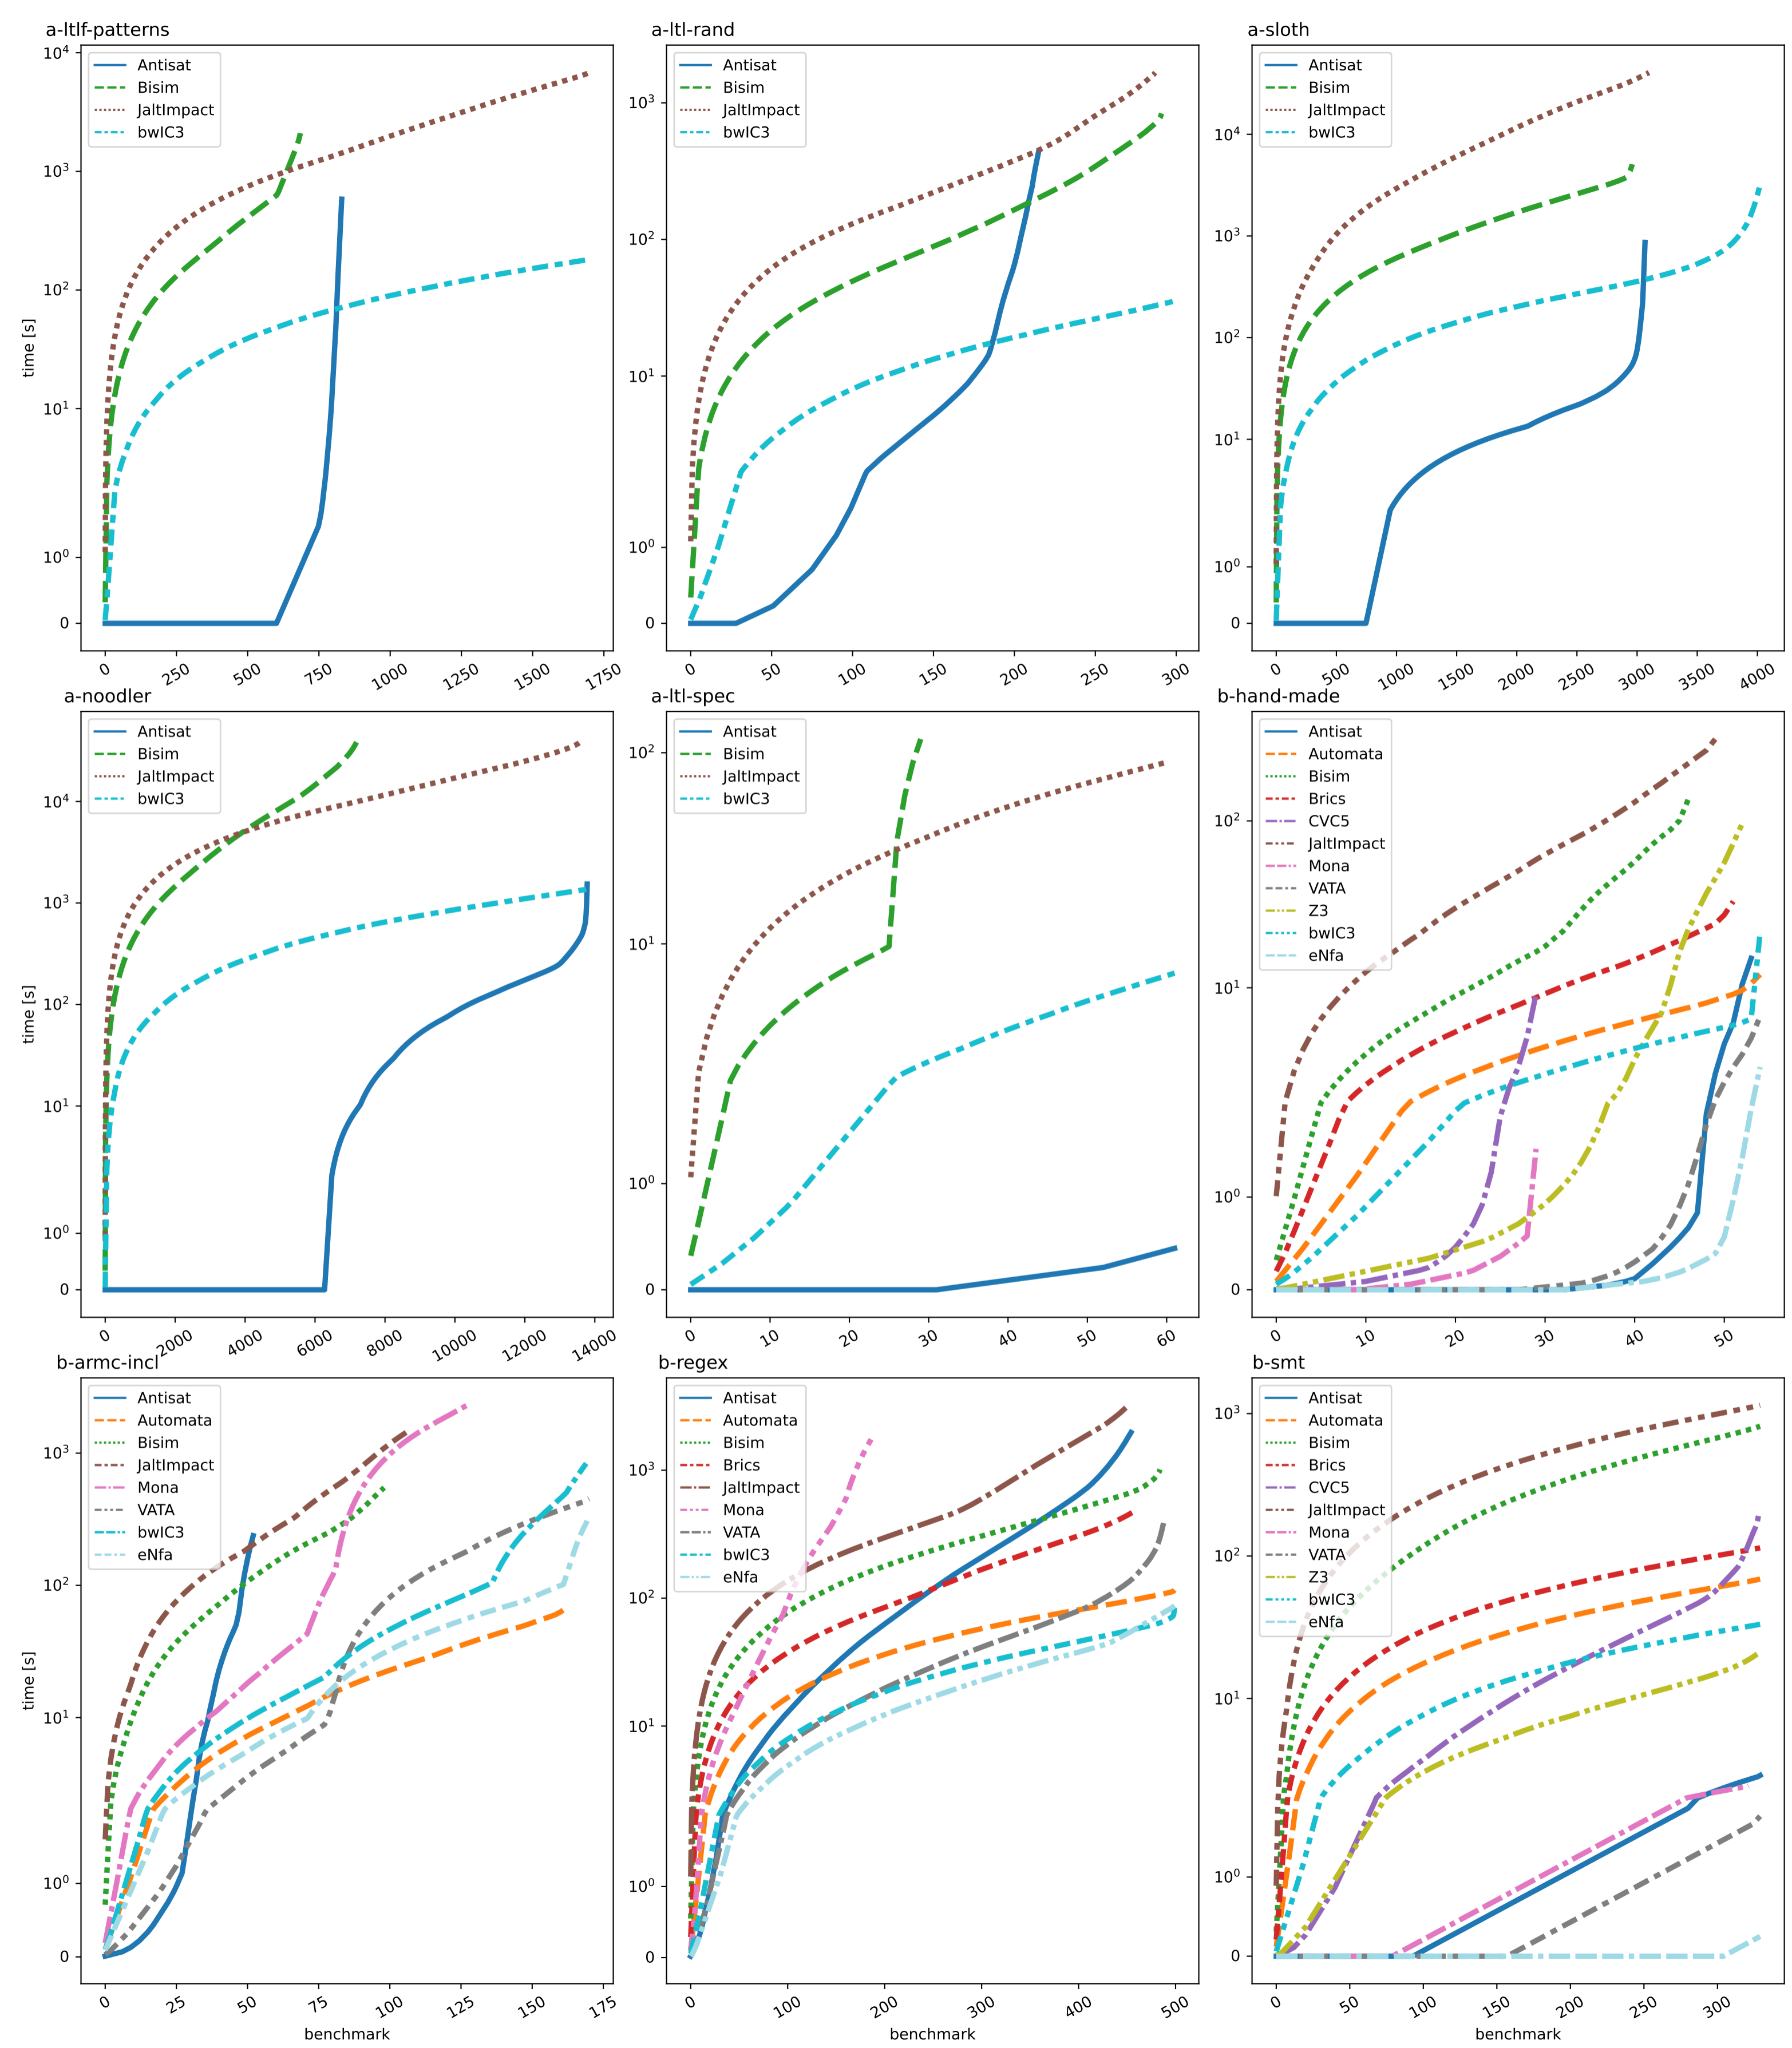 a-ltlf-patterns
Antisat
Bisim
JaltImpact
bwIC3
10^4
10^3
10^2
10^1
10^0
0
time [s]
0 250 500 750 1000 1250 1500 1750
a-ltl-rand
Antisat
Bisim
JaltImpact
bwIC3
10^3
10^2
10^1
10^0
0
0 50 100 150 200 250 300
a-sloth
Antisat
Bisim
JaltImpact
bwIC3
10^4
10^3
10^2
10^1
10^0
0
0 500 1000 1500 2000 2500 3000 3500 4000
a-noodler
Antisat
Bisim
JaltImpact
bwIC3
10^4
10^3
10^2
10^1
10^0
0
time [s]
0 2000 4000 6000 8000 10000 12000 14000
a-ltl-spec
Antisat
Bisim
JaltImpact
bwIC3
10^2
10^1
10^0
0
0 10 20 30 40 50 60
b-hand-made
Antisat
Automata
Bisim
Brics
CVC5
JaltImpact
Mona
VATA
Z3
bwIC3
eNfa
10^2
10^1
10^0
0
0 10 20 30 40 50
b-armc-incl
Antisat
Automata
Bisim
JaltImpact
Mona
VATA
bwIC3
eNfa
10^3
10^2
10^1
10^0
0
time [s]
0 25 50 75 100 125 150 175
benchmark
b-regex
Antisat
Automata
Bisim
Brics
JaltImpact
Mona
VATA
bwIC3
eNfa
10^3
10^2
10^1
10^0
0
0 100 200 300 400 500
benchmark
b-smt
Antisat
Automata
Bisim
Brics
CVC5
JaltImpact
Mona
VATA
Z3
bwIC3
eNfa
10^3
10^2
10^1
10^0
0
0 50 100 150 200 250 300
benchmark